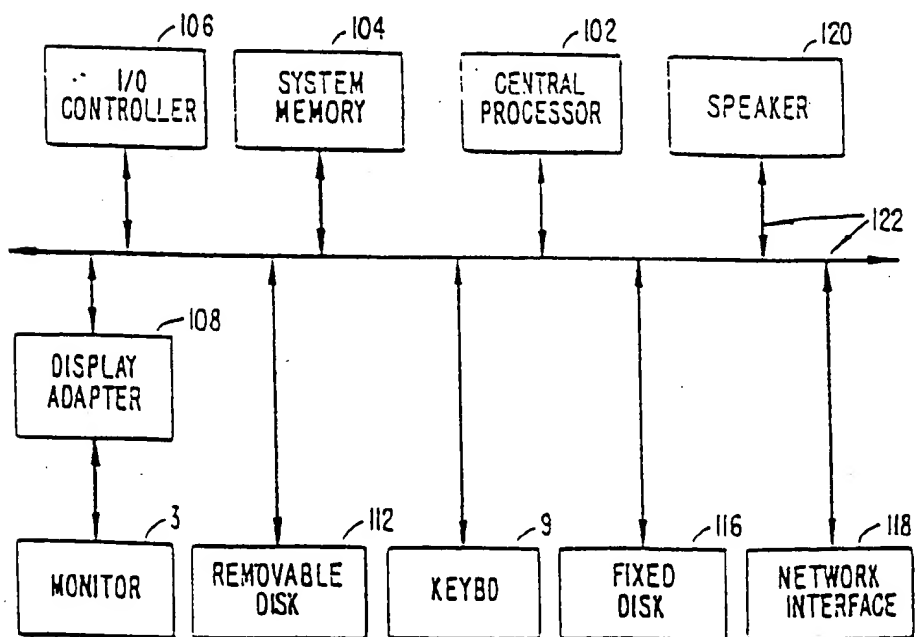 106
104
102
120
I/O
CONTROLLER
SYSTEM
MEMORY
CENTRAL
PROCESSOR
SPEAKER
122
108
DISPLAY
ADAPTER
3
112
9
116
118
MONITOR
REMOVABLE
DISK
KEYBD
FIXED
DISK
NETWORK
INTERFACE